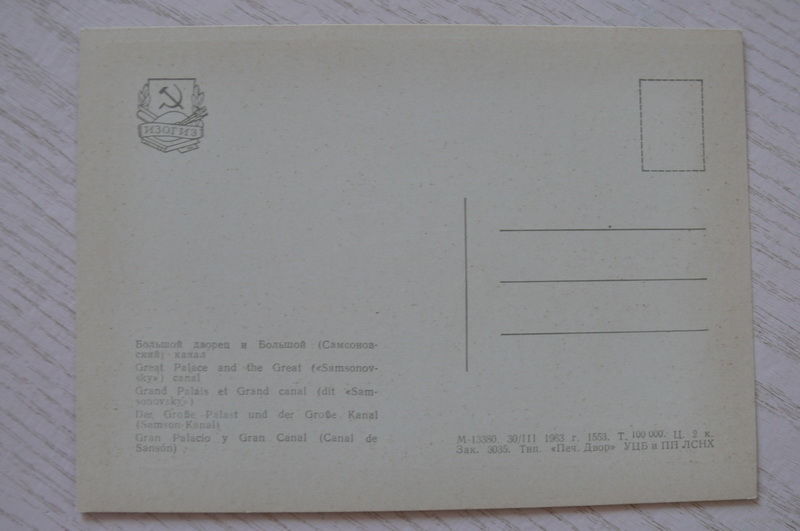 ИЗОГИЗ
Большой дворец и Большой (Самсонов-
ский) канал
Great Palace and the Great («Samsonov-
sky») canal
Grand Palais et Grand canal (dit «Sam-
sonovsky»)
Der Große Palast und der Große Kanal
(Samson-Kanal)
Gran Palacio y Gran Canal (Canal de
Sansón)
М-13380. 30/III 1963 г. 1553. Т. 100 000. Ц. 2 к.
Зак. 3035. Тип. «Печ. Двор» УЦБ и ПП ЛСНХ